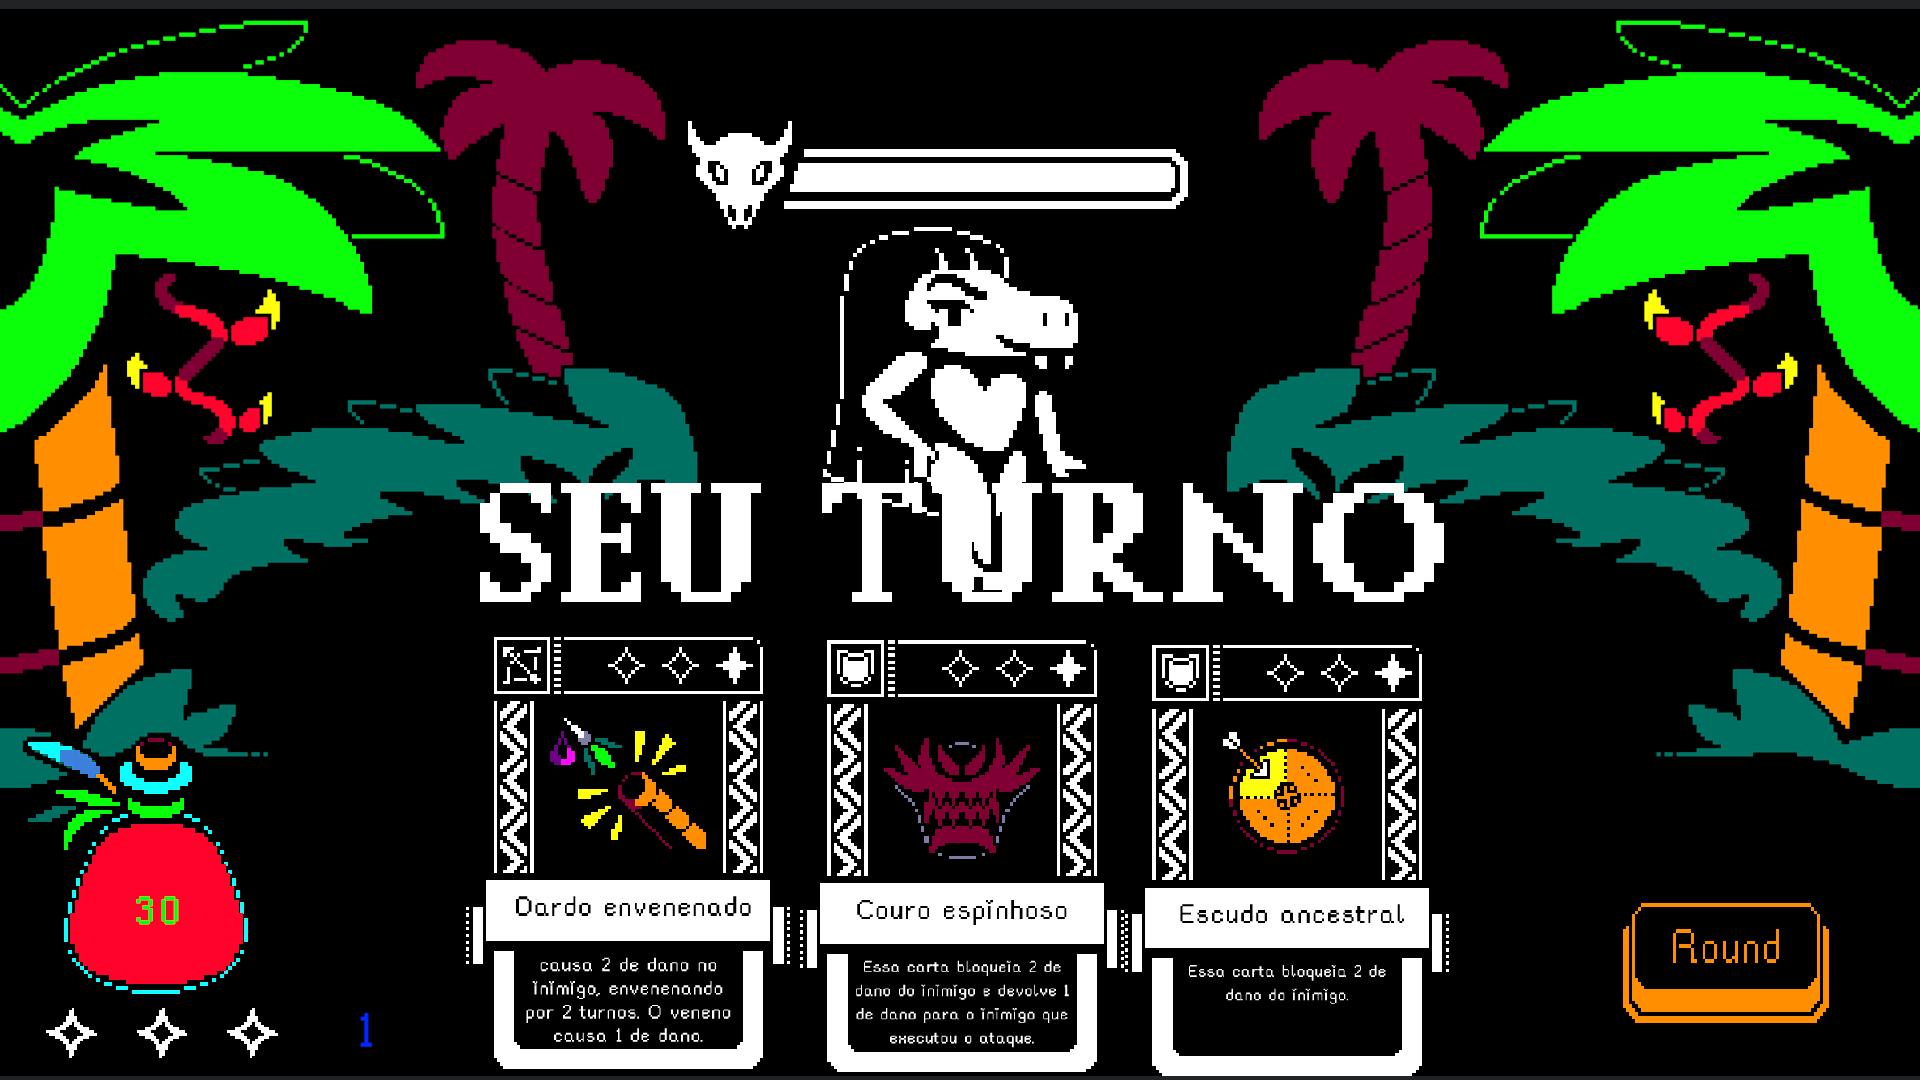 SEU TURNO
Dardo envenenado
causa 2 de dano no
inimigo, envenenando
por 2 turnos. O veneno
causa 1 de dano.
Couro espinhoso
Essa carta bloqueia 2 de
dano do inimigo e devolve 1
de dano para o inimigo que
executou o ataque.
Escudo ancestral
Essa carta bloqueia 2 de
dano do inimigo.
30
1
Round